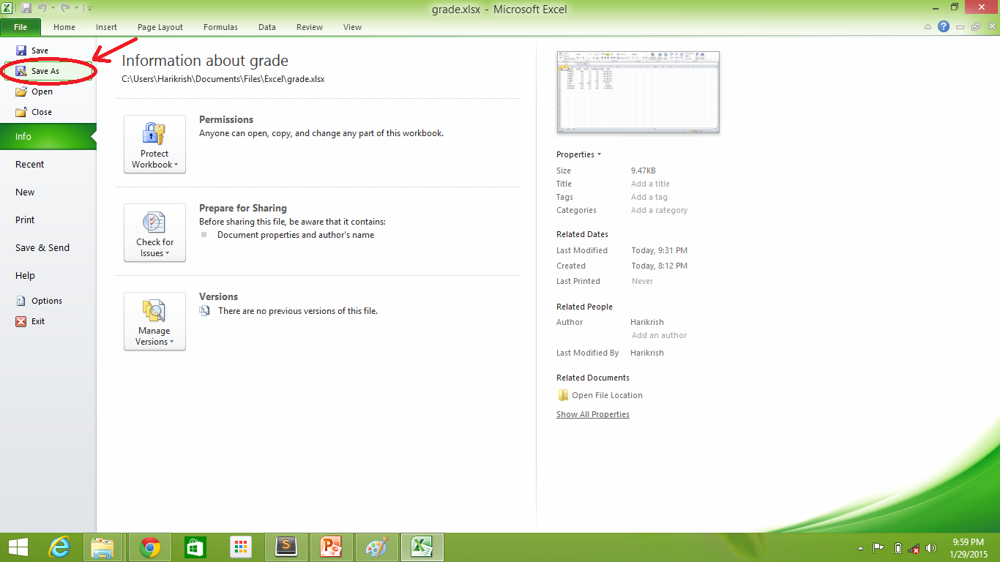 grade.xlsx - Microsoft Excel
File Home Insert Page Layout Formulas Data Review View
Save
Save As
Open
Close
Info
Recent
New
Print
Save & Send
Help
Options
Exit
Information about grade
C:\Users\Harikrish\Documents\Files\Excel\grade.xlsx
Protect
Workbook
Permissions
Anyone can open, copy, and change any part of this workbook.
Check for
Issues
Prepare for Sharing
Before sharing this file, be aware that it contains:
Document properties and author's name
Manage
Versions
Versions
There are no previous versions of this file.
Properties
Size 9.47KB
Title Add a title
Tags Add a tag
Categories Add a category
Related Dates
Last Modified Today, 9:31 PM
Created Today, 8:12 PM
Last Printed Never
Related People
Author Harikrish
Add an author
Last Modified By Harikrish
Related Documents
Open File Location
Show All Properties
9:59 PM
1/29/2015